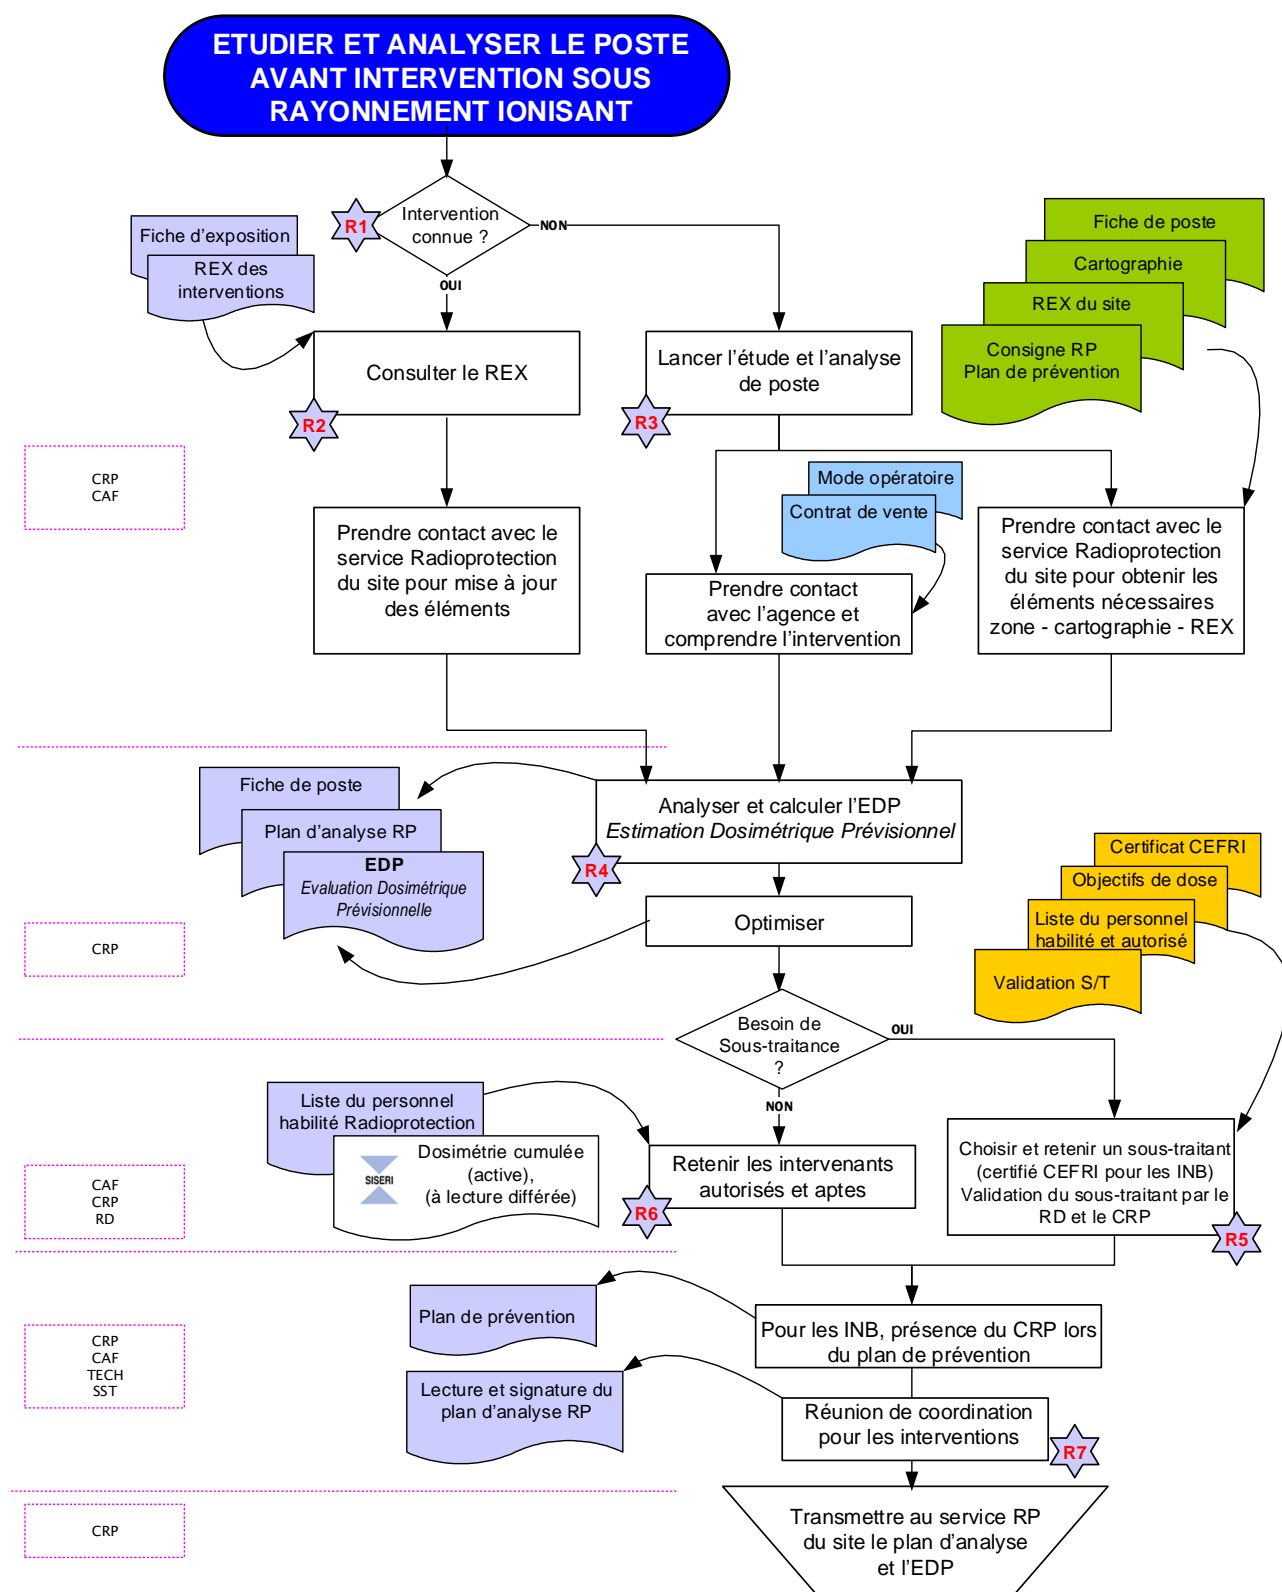 ETUDIER ET ANALYSER LE POSTE
AVANT INTERVENTION SOUS
RAYONNEMENT IONISANT
R1
Intervention
connue ?
NON
OUI
Fiche d'exposition
REX des
interventions
Fiche de poste
Cartographie
REX du site
Consigne RP
Plan de prévention
Consulter le REX
R2
Lancer l'étude et l'analyse
de poste
R3
CRP
CAF
Mode opératoire
Contrat de vente
Prendre contact avec le
service Radioprotection
du site pour mise à jour
des éléments
Prendre contact
avec l'agence et
comprendre l'intervention
Prendre contact avec le
service Radioprotection
du site pour obtenir les
éléments nécessaires
zone - cartographie - REX
Fiche de poste
Plan d'analyse RP
EDP
Evaluation Dosimétrique
Prévisionnelle
Analyser et calculer l'EDP
Estimation Dosimétrique Prévisionnel
R4
Certificat CEFRI
Objectifs de dose
Liste du personnel
habilité et autorisé
Validation S/T
CRP
Optimiser
Besoin de
Sous-traitance
?
OUI
NON
Liste du personnel
habilité Radioprotection
SISERI
Dosimétrie cumulée
(active),
(à lecture différée)
Retenir les intervenants
autorisés et aptes
R6
Choisir et retenir un sous-traitant
(certifié CEFRI pour les INB)
Validation du sous-traitant par le
RD et le CRP
R5
CAF
CRP
RD
Plan de prévention
Pour les INB, présence du CRP lors
du plan de prévention
CRP
CAF
TECH
SST
Lecture et signature du
plan d'analyse RP
Réunion de coordination
pour les interventions
R7
CRP
Transmettre au service RP
du site le plan d'analyse
et l'EDP